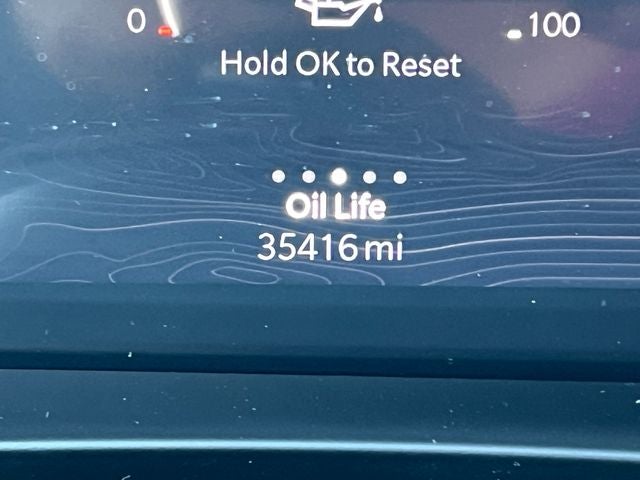 0 100
Hold OK to Reset
Oil Life
35416 mi